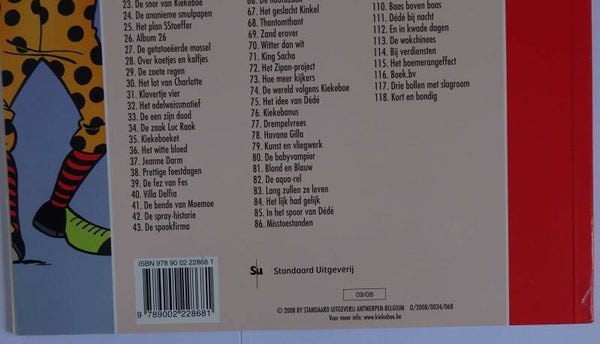 23. De snor van Kiekeboe
24. De anonieme smulpapen
25. Het plan SStoeffer
26. Album 26
27. De getatoeëerde mossel
28. Over koetjes en kalfjes
29. De zoete regen
30. Het lot van Charlotte
31. Klavertje vier
32. Het edelweissmotief
33. De een zijn dood
34. De zaak Luc Raak
35. Kiekeboeket
36. Het witte bloed
37. Jeanne Darm
38. Prettige feestdagen
39. De fez van Fes
40. Villa Delfia
41. De bende van Moemoe
42. De spray-historie
43. De spookfirma
67. Het geslacht Kinkel
68. Thantomthant
69. Zand erover
70. Witter dan wit
71. King Sacha
72. Het Zipan-project
73. Hoe meer kijkers
74. De wereld volgens Kiekeboe
75. Het idee van Dédé
76. Kiekebanus
77. Drempelvrees
78. Havana Gilla
79. Kunst en vliegwerk
80. De babyvampier
81. Blond en Blauw
82. De aqua-rel
83. Lang zullen ze leven
84. Het lijk had gelijk
85. In het spoor van Dédé
86. Misstoestanden
110. Baas boven baas
111. Dédé bij nacht
112. En in kwade dagen
113. De wokchinees
114. Bij verdiensten
115. Het boemerangeffect
116. Boek.bv
117. Drie bollen met slagroom
118. Kort en bondig
ISBN 978 90 02 22868 1
9 789002 228681
Su
Standaard Uitgeverij
09/08
© 2008 BY STANDAARD UITGEVERIJ ANTWERPEN-BELGIUM D/2008/0034/068
Voor meer info: www.kiekeboe.be